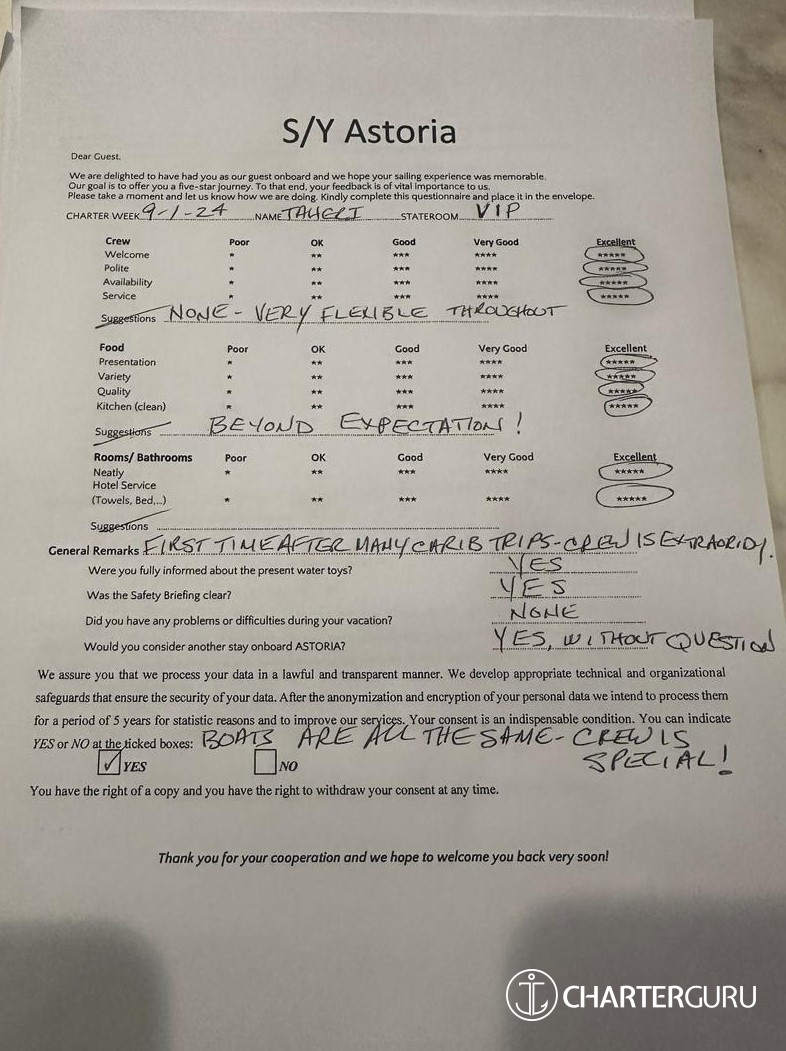 S/Y Astoria
Dear Guest,
We are delighted to have had you as our guest onboard and we hope your sailing experience was memorable.
Our goal is to offer you a five-star journey. To that end, your feedback is of vital importance to us.
Please take a moment and let us know how we are doing. Kindly complete this questionnaire and place it in the envelope.
CHARTER WEEK 9-1-24 NAME TAHERI STATEROOM VIP
Crew Poor OK Good Very Good Excellent
Welcome * ** *** **** *****
Polite * ** *** **** *****
Availability * ** *** **** *****
Service * ** *** **** *****
Suggestions NONE - VERY FLEXIBLE THROUGHOUT
Food Poor OK Good Very Good Excellent
Presentation * ** *** **** *****
Variety * ** *** **** *****
Quality * ** *** **** *****
Kitchen (clean) * ** *** **** *****
Suggestions BEYOND EXPECTATION!
Rooms/ Bathrooms Poor OK Good Very Good Excellent
Neatly * ** *** **** *****
Hotel Service
(Towels, Bed,...) * ** *** **** *****
Suggestions
General Remarks FIRST TIME AFTER MANY CARIB TRIPS - CREW IS EXTRAORIDY.
Were you fully informed about the present water toys? YES
Was the Safety Briefing clear? YES
Did you have any problems or difficulties during your vacation? NONE
Would you consider another stay onboard ASTORIA? YES, WITHOUT QUESTION
We assure you that we process your data in a lawful and transparent manner. We develop appropriate technical and organizational
safeguards that ensure the security of your data. After the anonymization and encryption of your personal data we intend to process them
for a period of 5 years for statistic reasons and to improve our services. Your consent is an indispensable condition. You can indicate
YES or NO at the ticked boxes: BOATS ARE ALL THE SAME - CREW IS
SPECIAL!
YES NO
You have the right of a copy and you have the right to withdraw your consent at any time.
Thank you for your cooperation and we hope to welcome you back very soon!
CHARTERGURU